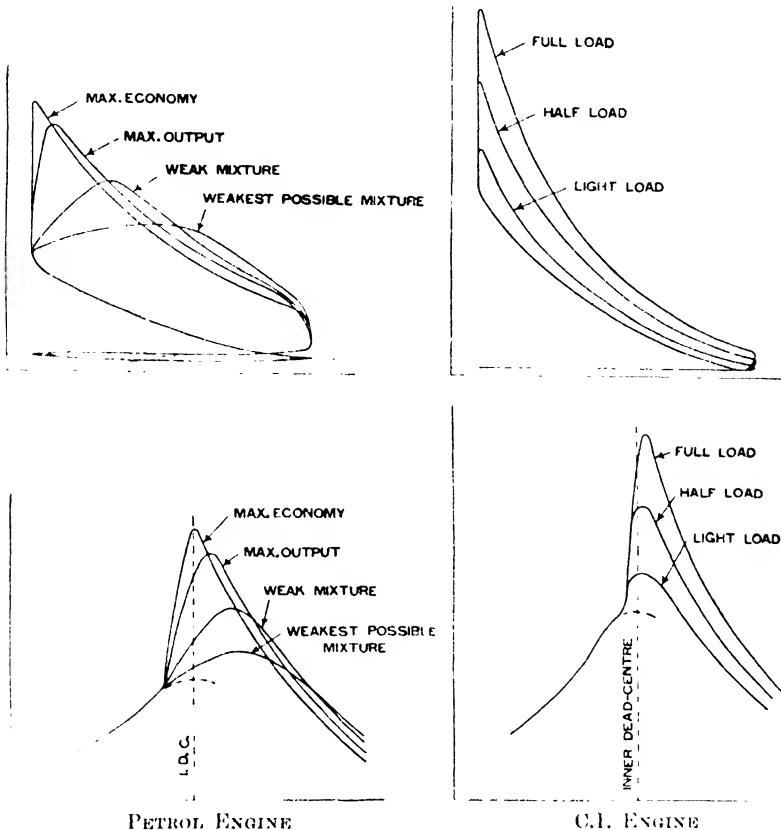 MAX. ECONOMY
MAX. OUTPUT
WEAK MIXTURE
WEAKEST POSSIBLE MIXTURE
FULL LOAD
HALF LOAD
LIGHT LOAD
MAX. ECONOMY
MAX. OUTPUT
WEAK MIXTURE
WEAKEST POSSIBLE
MIXTURE
I.D.C.
FULL LOAD
HALF LOAD
LIGHT LOAD
INNER DEAD-CENTRE
PETROL ENGINE
C.I. ENGINE